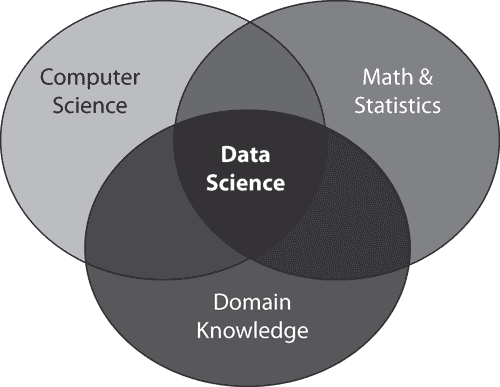 Computer
Science
Math &
Statistics
Data
Science
Domain
Knowledge